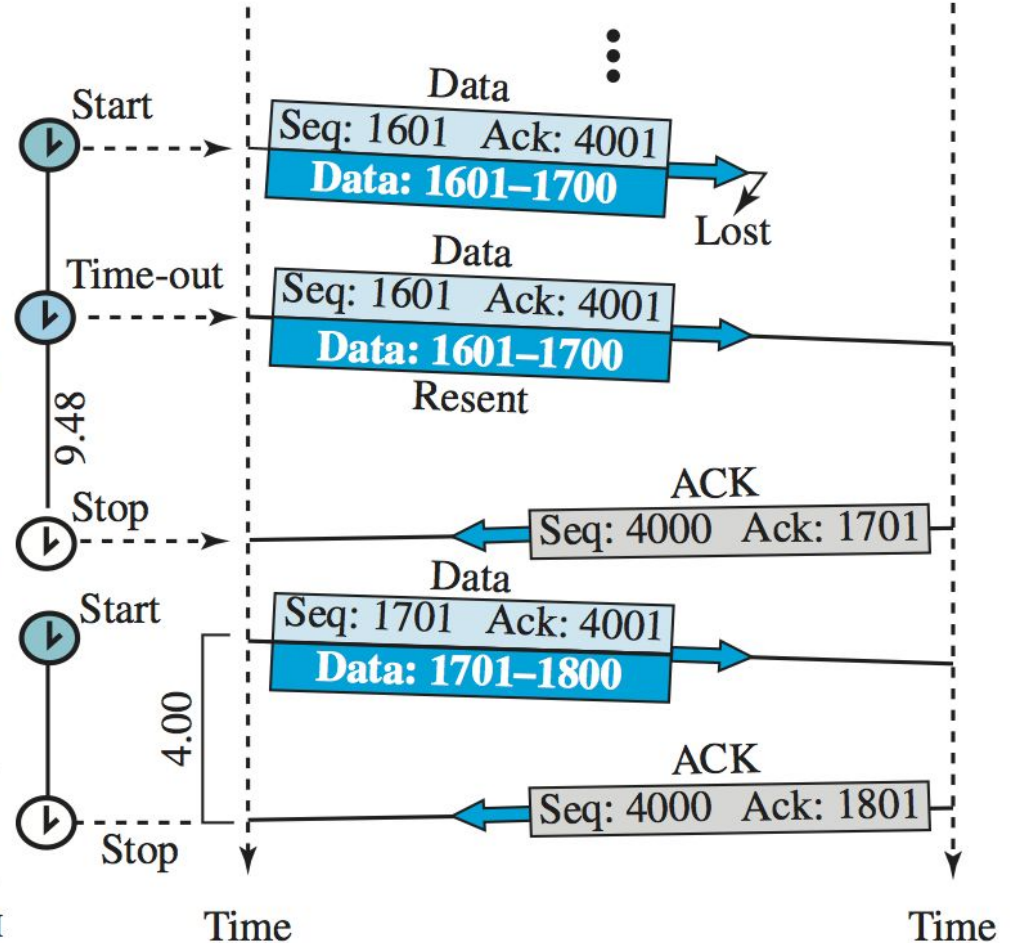 Data
Start
Seq: 1601 Ack: 4001
Data: 1601–1700
Lost
Data
Time-out
Seq: 1601 Ack: 4001
Data: 1601–1700
Resent
9.48
ACK
Stop
Seq: 4000 Ack: 1701
Data
Start
Seq: 1701 Ack: 4001
Data: 1701–1800
4.00
ACK
Seq: 4000 Ack: 1801
Stop
Time
Time